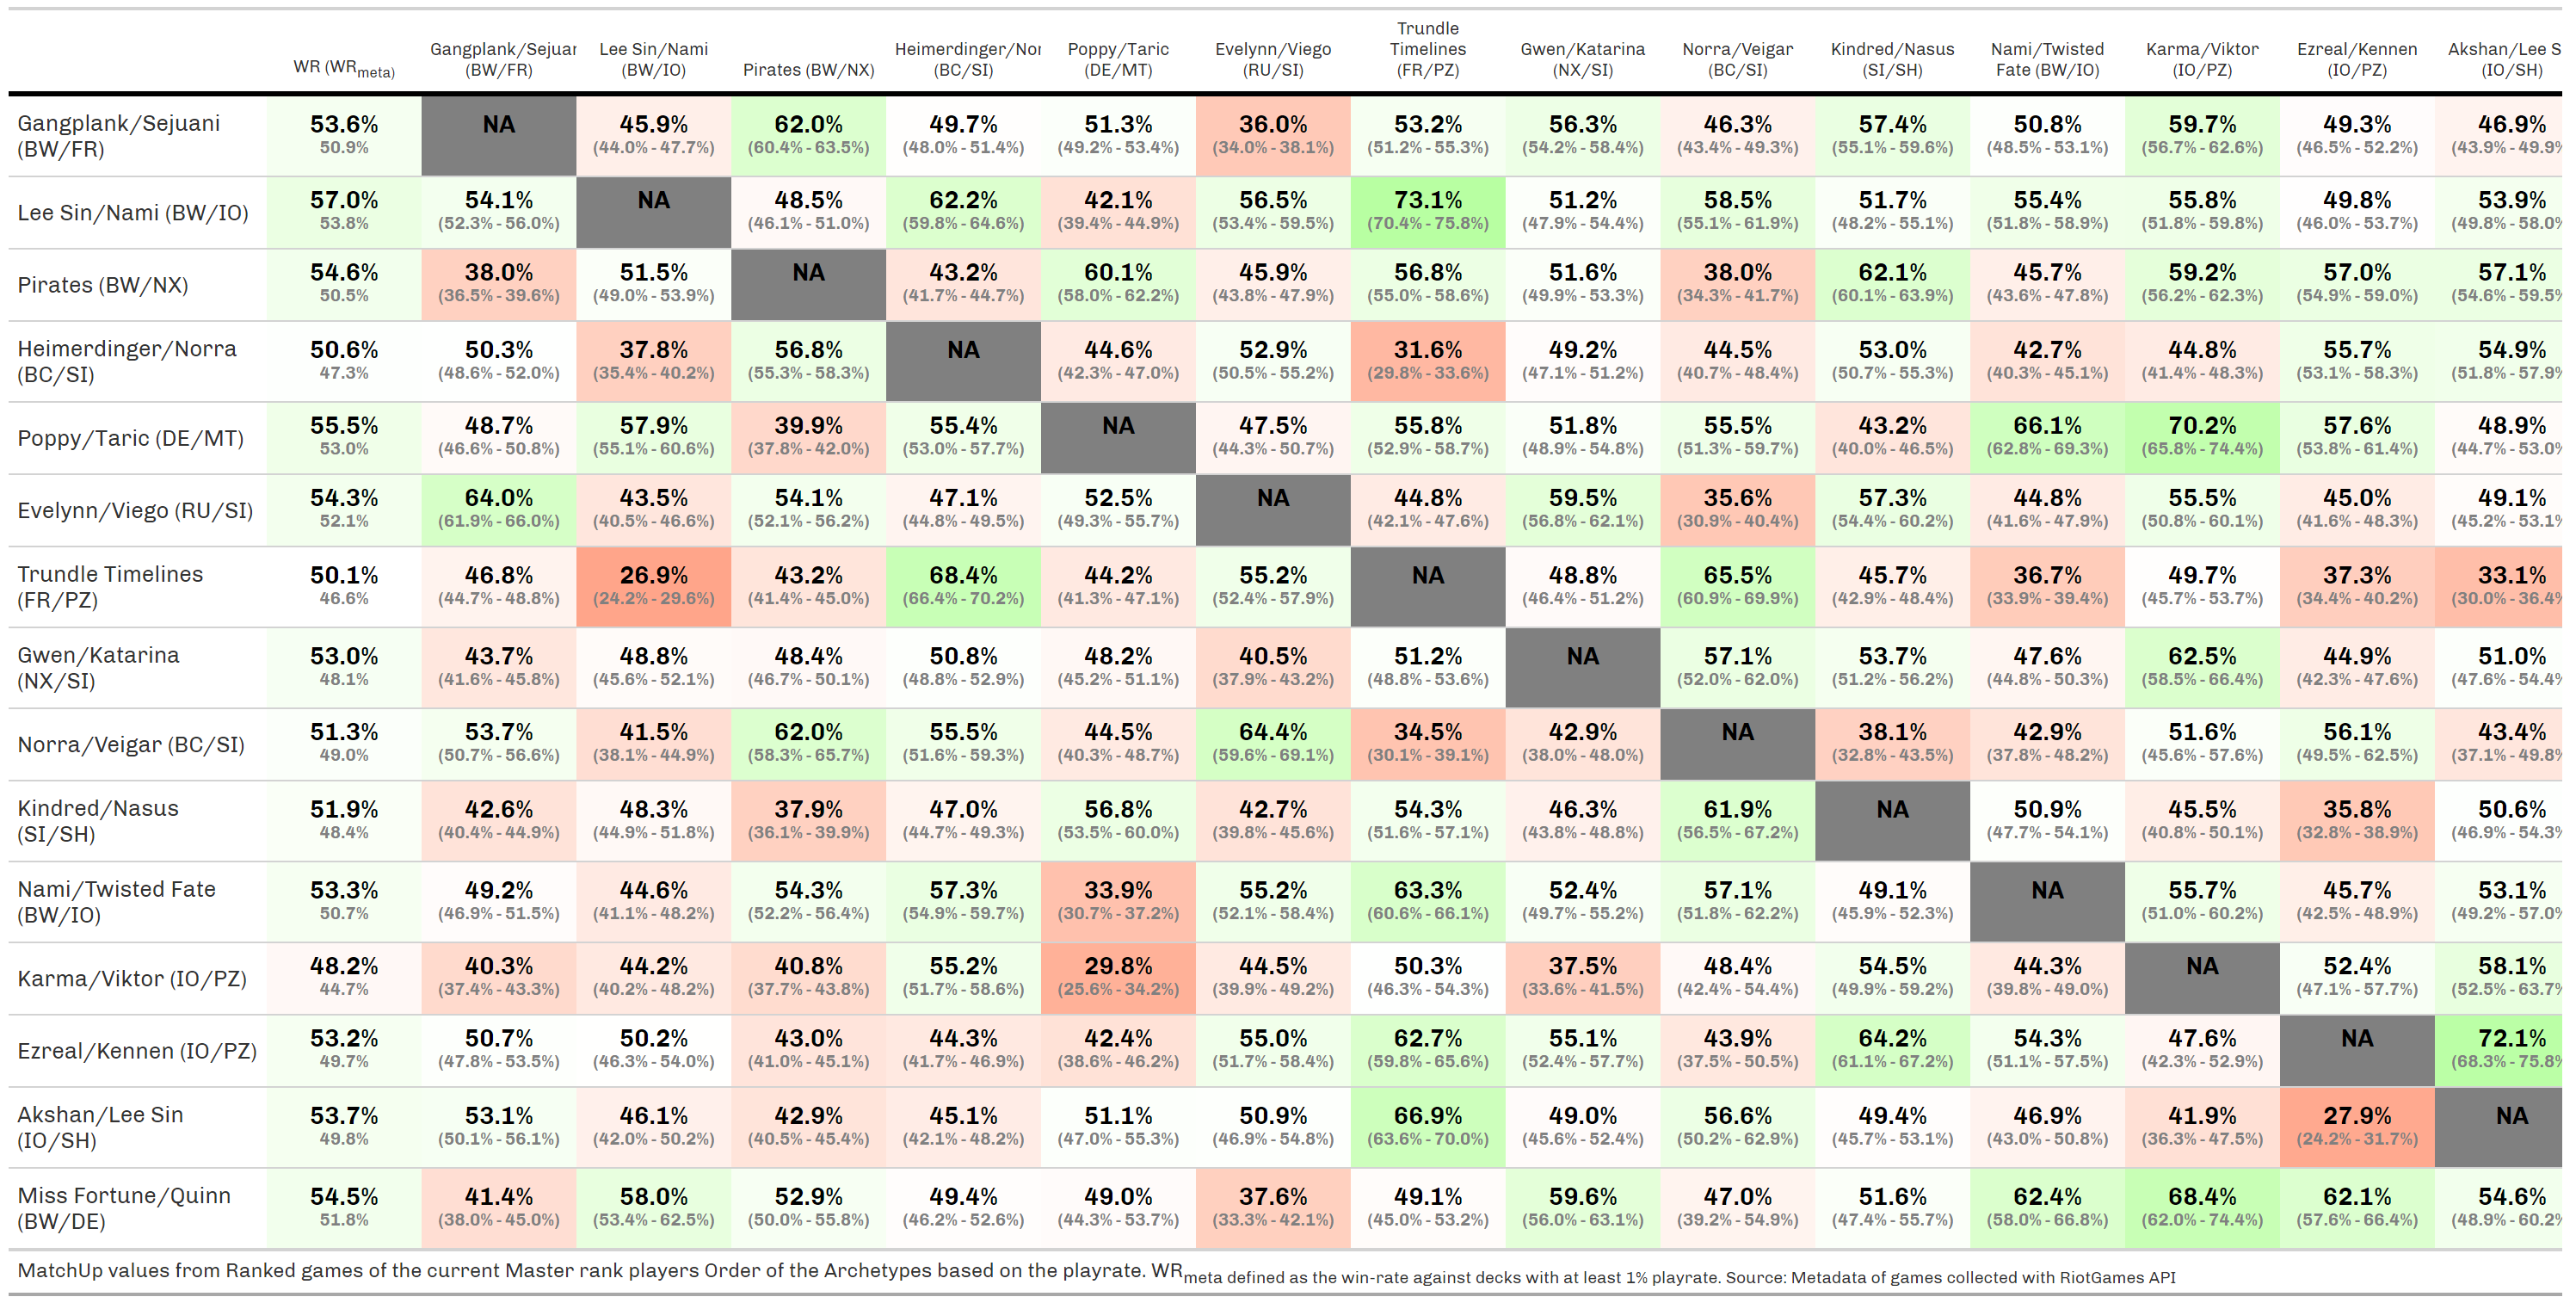 WR (WRmeta) Gangplank/Sejuar (BW/FR) Lee Sin/Nami (BW/IO) Pirates (BW/NX) Heimerdinger/Nor (BC/SI) Poppy/Taric (DE/MT) Evelynn/Viego (RU/SI) Trundle Timelines (FR/PZ) Gwen/Katarina (NX/SI) Norra/Veigar (BC/SI) Kindred/Nasus (SI/SH) Nami/Twisted Fate (BW/IO) Karma/Viktor (IO/PZ) Ezreal/Kennen (IO/PZ) Akshan/Lee S (IO/SH)
Gangplank/Sejuani 53.6% NA 45.9% 62.0% 49.7% 51.3% 36.0% 53.2% 56.3% 46.3% 57.4% 50.8% 59.7% 49.3% 46.9%
(BW/FR) 50.9% (44.0% - 47.7%) (60.4% - 63.5%) (48.0% - 51.4%) (49.2% - 53.4%) (34.0% - 38.1%) (51.2% - 55.3%) (54.2% - 58.4%) (43.4% - 49.3%) (55.1% - 59.6%) (48.5% - 53.1%) (56.7% - 62.6%) (46.5% - 52.2%) (43.9% - 49.9%
Lee Sin/Nami (BW/IO) 57.0% 54.1% NA 48.5% 62.2% 42.1% 56.5% 73.1% 51.2% 58.5% 51.7% 55.4% 55.8% 49.8% 53.9%
53.8% (52.3% - 56.0%) (46.1% - 51.0%) (59.8% - 64.6%) (39.4% - 44.9%) (53.4% - 59.5%) (70.4% - 75.8%) (47.9% - 54.4%) (55.1% - 61.9%) (48.2% - 55.1%) (51.8% - 58.9%) (51.8% - 59.8%) (46.0% - 53.7%) (49.8% - 58.0%
Pirates (BW/NX) 54.6% 38.0% 51.5% NA 43.2% 60.1% 45.9% 56.8% 51.6% 38.0% 62.1% 45.7% 59.2% 57.0% 57.1%
50.5% (36.5% - 39.6%) (49.0% - 53.9%) (41.7% - 44.7%) (58.0% - 62.2%) (43.8% - 47.9%) (55.0% - 58.6%) (49.9% - 53.3%) (34.3% - 41.7%) (60.1% - 63.9%) (43.6% - 47.8%) (56.2% - 62.3%) (54.9% - 59.0%) (54.6% - 59.5%
Heimerdinger/Norra 50.6% 50.3% 37.8% 56.8% NA 44.6% 52.9% 31.6% 49.2% 44.5% 53.0% 42.7% 44.8% 55.7% 54.9%
(BC/SI) 47.3% (48.6% - 52.0%) (35.4% - 40.2%) (55.3% - 58.3%) (42.3% - 47.0%) (50.5% - 55.2%) (29.8% - 33.6%) (47.1% - 51.2%) (40.7% - 48.4%) (50.7% - 55.3%) (40.3% - 45.1%) (41.4% - 48.3%) (53.1% - 58.3%) (51.8% - 57.9%
Poppy/Taric (DE/MT) 55.5% 48.7% 57.9% 39.9% 55.4% NA 47.5% 55.8% 51.8% 55.5% 43.2% 66.1% 70.2% 57.6% 48.9%
53.0% (46.6% - 50.8%) (55.1% - 60.6%) (37.8% - 42.0%) (53.0% - 57.7%) (44.3% - 50.7%) (52.9% - 58.7%) (48.9% - 54.8%) (51.3% - 59.7%) (40.0% - 46.5%) (62.8% - 69.3%) (65.8% - 74.4%) (53.8% - 61.4%) (44.7% - 53.0%
Evelynn/Viego (RU/SI) 54.3% 64.0% 43.5% 54.1% 47.1% 52.5% NA 44.8% 59.5% 35.6% 57.3% 44.8% 55.5% 45.0% 49.1%
52.1% (61.9% - 66.0%) (40.5% - 46.6%) (52.1% - 56.2%) (44.8% - 49.5%) (49.3% - 55.7%) (42.1% - 47.6%) (56.8% - 62.1%) (30.9% - 40.4%) (54.4% - 60.2%) (41.6% - 47.9%) (50.8% - 60.1%) (41.6% - 48.3%) (45.2% - 53.1%
Trundle Timelines 50.1% 46.8% 26.9% 43.2% 68.4% 44.2% 55.2% NA 48.8% 65.5% 45.7% 36.7% 49.7% 37.3% 33.1%
(FR/PZ) 46.6% (44.7% - 48.8%) (24.2% - 29.6%) (41.4% - 45.0%) (66.4% - 70.2%) (41.3% - 47.1%) (52.4% - 57.9%) (46.4% - 51.2%) (60.9% - 69.9%) (42.9% - 48.4%) (33.9% - 39.4%) (45.7% - 53.7%) (34.4% - 40.2%) (30.0% - 36.4%
Gwen/Katarina 53.0% 43.7% 48.8% 48.4% 50.8% 48.2% 40.5% 51.2% NA 57.1% 53.7% 47.6% 62.5% 44.9% 51.0%
(NX/SI) 48.1% (41.6% - 45.8%) (45.6% - 52.1%) (46.7% - 50.1%) (48.8% - 52.9%) (45.2% - 51.1%) (37.9% - 43.2%) (48.8% - 53.6%) (52.0% - 62.0%) (51.2% - 56.2%) (44.8% - 50.3%) (58.5% - 66.4%) (42.3% - 47.6%) (47.6% - 54.4%
Norra/Veigar (BC/SI) 51.3% 53.7% 41.5% 62.0% 55.5% 44.5% 64.4% 34.5% 42.9% NA 38.1% 42.9% 51.6% 56.1% 43.4%
49.0% (50.7% - 56.6%) (38.1% - 44.9%) (58.3% - 65.7%) (51.6% - 59.3%) (40.3% - 48.7%) (59.6% - 69.1%) (30.1% - 39.1%) (38.0% - 48.0%) (32.8% - 43.5%) (37.8% - 48.2%) (45.6% - 57.6%) (49.5% - 62.5%) (37.1% - 49.8%
Kindred/Nasus 51.9% 42.6% 48.3% 37.9% 47.0% 56.8% 42.7% 54.3% 46.3% 61.9% NA 50.9% 45.5% 35.8% 50.6%
(SI/SH) 48.4% (40.4% - 44.9%) (44.9% - 51.8%) (36.1% - 39.9%) (44.7% - 49.3%) (53.5% - 60.0%) (39.8% - 45.6%) (51.6% - 57.1%) (43.8% - 48.8%) (56.5% - 67.2%) (47.7% - 54.1%) (40.8% - 50.1%) (32.8% - 38.9%) (46.9% - 54.3%
Nami/Twisted Fate 53.3% 49.2% 44.6% 54.3% 57.3% 33.9% 55.2% 63.3% 52.4% 57.1% 49.1% NA 55.7% 45.7% 53.1%
(BW/IO) 50.7% (46.9% - 51.5%) (41.1% - 48.2%) (52.2% - 56.4%) (54.9% - 59.7%) (30.7% - 37.2%) (52.1% - 58.4%) (60.6% - 66.1%) (49.7% - 55.2%) (51.8% - 62.2%) (45.9% - 52.3%) (51.0% - 60.2%) (42.5% - 48.9%) (49.2% - 57.0%
Karma/Viktor (IO/PZ) 48.2% 40.3% 44.2% 40.8% 55.2% 29.8% 44.5% 50.3% 37.5% 48.4% 54.5% 44.3% NA 52.4% 58.1%
44.7% (37.4% - 43.3%) (40.2% - 48.2%) (37.7% - 43.8%) (51.7% - 58.6%) (25.6% - 34.2%) (39.9% - 49.2%) (46.3% - 54.3%) (33.6% - 41.5%) (42.4% - 54.4%) (49.9% - 59.2%) (39.8% - 49.0%) (47.1% - 57.7%) (52.5% - 63.7%
Ezreal/Kennen (IO/PZ) 53.2% 50.7% 50.2% 43.0% 44.3% 42.4% 55.0% 62.7% 55.1% 43.9% 64.2% 54.3% 47.6% NA 72.1%
49.7% (47.8% - 53.5%) (46.3% - 54.0%) (41.0% - 45.1%) (41.7% - 46.9%) (38.6% - 46.2%) (51.7% - 58.4%) (59.8% - 65.6%) (52.4% - 57.7%) (37.5% - 50.5%) (61.1% - 67.2%) (51.1% - 57.5%) (42.3% - 52.9%) (68.3% - 75.8%
Akshan/Lee Sin 53.7% 53.1% 46.1% 42.9% 45.1% 51.1% 50.9% 66.9% 49.0% 56.6% 49.4% 46.9% 41.9% 27.9% NA
(IO/SH) 49.8% (50.1% - 56.1%) (42.0% - 50.2%) (40.5% - 45.4%) (42.1% - 48.2%) (47.0% - 55.3%) (46.9% - 54.8%) (63.6% - 70.0%) (45.6% - 52.4%) (50.2% - 62.9%) (45.7% - 53.1%) (43.0% - 50.8%) (36.3% - 47.5%) (24.2% - 31.7%)
Miss Fortune/Quinn 54.5% 41.4% 58.0% 52.9% 49.4% 49.0% 37.6% 49.1% 59.6% 47.0% 51.6% 62.4% 68.4% 62.1% 54.6%
(BW/DE) 51.8% (38.0% - 45.0%) (53.4% - 62.5%) (50.0% - 55.8%) (46.2% - 52.6%) (44.3% - 53.7%) (33.3% - 42.1%) (45.0% - 53.2%) (56.0% - 63.1%) (39.2% - 54.9%) (47.4% - 55.7%) (58.0% - 66.8%) (62.0% - 74.4%) (57.6% - 66.4%) (48.9% - 60.2%
MatchUp values from Ranked games of the current Master rank players Order of the Archetypes based on the playrate. WRmeta defined as the win-rate against decks with at least 1% playrate. Source: Metadata of games collected with RiotGames API